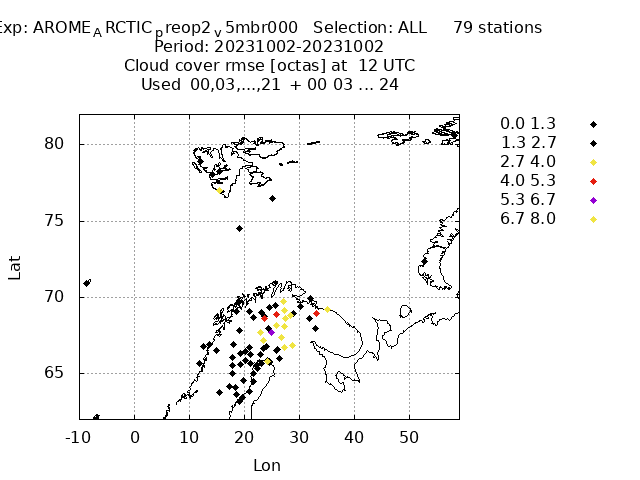 Exp: AROME_ARCTIC_preop2_v5mbr000 Selection: ALL 79 stations
Period: 20231002-20231002
Cloud cover rmse [octas] at 12 UTC
Used 00,03,...,21 + 00 03 ... 24
0.0 1.3
1.3 2.7
2.7 4.0
4.0 5.3
5.3 6.7
6.7 8.0
80
75
70
65
Lat
-10 0 10 20 30 40 50
Lon